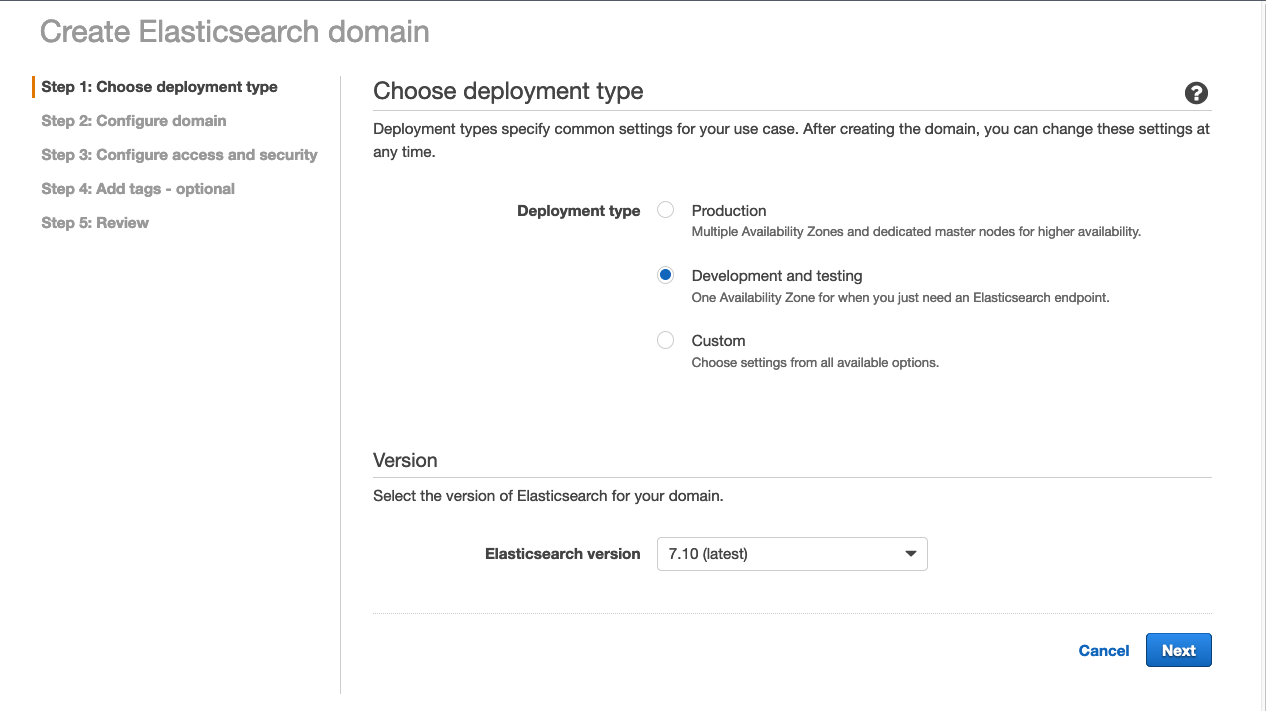 Create Elasticsearch domain
Step 1: Choose deployment type
Step 2: Configure domain
Step 3: Configure access and security
Step 4: Add tags - optional
Step 5: Review
Choose deployment type
?
Deployment types specify common settings for your use case. After creating the domain, you can change these settings at
any time.
Deployment type
Production
Multiple Availability Zones and dedicated master nodes for higher availability.
Development and testing
One Availability Zone for when you just need an Elasticsearch endpoint.
Custom
Choose settings from all available options.
Version
Select the version of Elasticsearch for your domain.
Elasticsearch version
7.10 (latest)
Cancel
Next